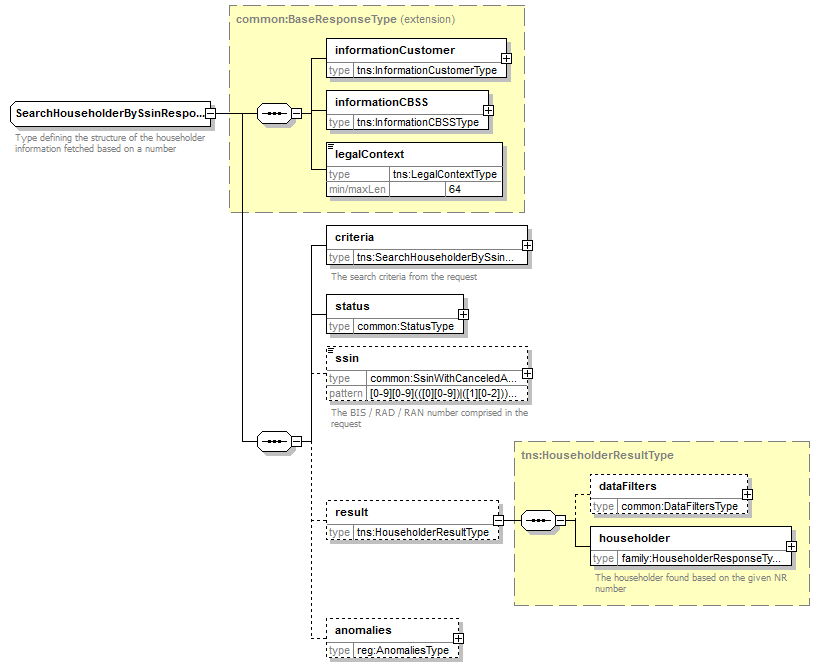 common:BaseResponseType (extension)
informationCustomer
type tns:InformationCustomerType
SearchHouseholderBySsinRespo...
Type defining the structure of the householder
information fetched based on a number
informationCBSS
type tns:InformationCBSSType
legalContext
type tns:LegalContextType
min/maxLen 64
criteria
type tns:SearchHouseholderBySsin...
The search criteria from the request
status
type common:StatusType
ssin
type common:SsinWithCanceledA...
pattern [0-9][0-9](([0][0-9])|([1][0-2]))...
The BIS / RAD / RAN number comprised in the
request
result
type tns:HouseholderResultType
tns:HouseholderResultType
dataFilters
type common:DataFiltersType
householder
type family:HouseholderResponseTy...
The householder found based on the given NR
number
anomalies
type reg:AnomaliesType